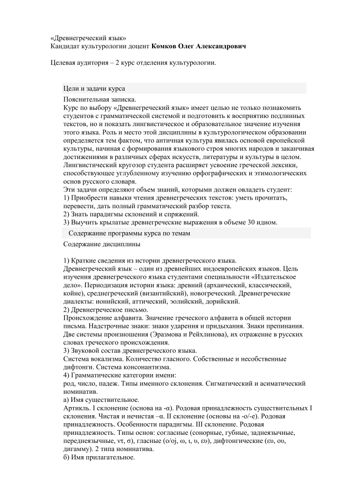 «Древнегреческий язык»
Кандидат культурологии доцент Комков Олег Александрович
Целевая аудитория – 2 курс отделения культурологии.
Цели и задачи курса
Пояснительная записка.
Курс по выбору «Древнегреческий язык» имеет целью не только познакомить
студентов с грамматической системой и подготовить к восприятию подлинных
текстов, но и показать лингвистическое и образовательное значение изучения
этого языка. Роль и место этой дисциплины в культурологическом образовании
определяется тем фактом, что античная культура явилась основой европейской
культуры, начиная с формирования языкового строя многих народов и заканчивая
достижениями в различных сферах искусств, литературы и культуры в целом.
Лингвистический кругозор студента расширяет усвоение греческой лексики,
способствующее углубленному изучению орфографических и этимологических
основ русского словаря.
Эти задачи определяют объем знаний, которыми должен овладеть студент:
1) Приобрести навыки чтения древнегреческих текстов: уметь прочитать,
перевести, дать полный грамматический разбор текста.
2) Знать парадигмы склонений и спряжений.
3) Выучить крылатые древнегреческие выражения в объеме 30 идиом.
Содержание программы курса по темам
Содержание дисциплины
1) Краткие сведения из истории древнегреческого языка.
Древнегреческий язык – один из древнейших индоевропейских языков. Цель
изучения древнегреческого языка студентами специальности «Издательское
дело». Периодизация истории языка: древний (архаический, классический,
койне), среднегреческий (византийский), новогреческий. Древнегреческие
диалекты: ионийский, аттический, эолийский, дорийский.
2) Древнегреческое письмо.
Происхождение алфавита. Значение греческого алфавита в общей истории
письма. Надстрочные знаки: знаки ударения и придыхания. Знаки препинания.
Две системы произношения (Эразмова и Рейхлинова), их отражение в русских
словах греческого происхождения.
3) Звуковой состав древнегреческого языка.
Система вокализма. Количество гласного. Собственные и несобственные
дифтонги. Система консонантизма.
4) Грамматические категории имени:
род, число, падеж. Типы именного склонения. Сигматический и асигматический
номинатив.
а) Имя существительное.
Артикль. I склонение (основа на -α). Родовая принадлежность существительных I
склонения. Чистая и нечистая –α. II склонение (основы на -о/-е). Родовая
принадлежность. Особенности парадигмы. III склонение. Родовая
принадлежность. Типы основ: согласные (сонорные, губные, заднеязычные,
переднеязычные, ντ, σ), гласные
дигамму). 2 типа номинатива.
б) Имя прилагательное.